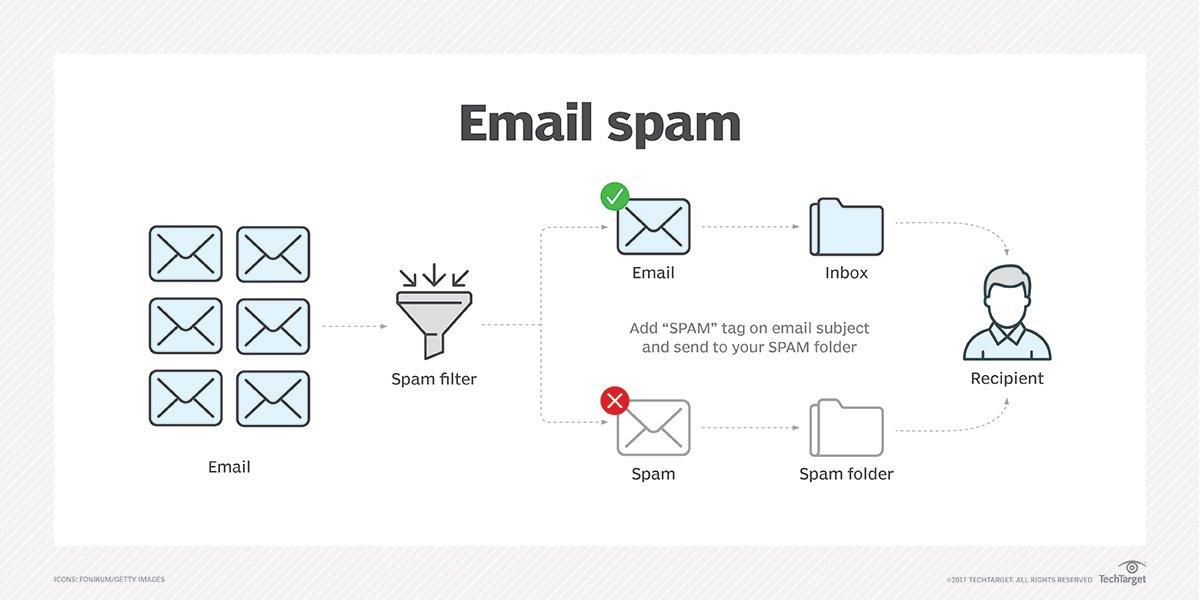 Email spam
Email
Spam filter
Email
Inbox
Add “SPAM” tag on email subject
and send to your SPAM folder
Recipient
Spam
Spam folder
ICONS: FONIKUM/GETTY IMAGES
©2017 TECHTARGET. ALL RIGHTS RESERVED
TechTarget